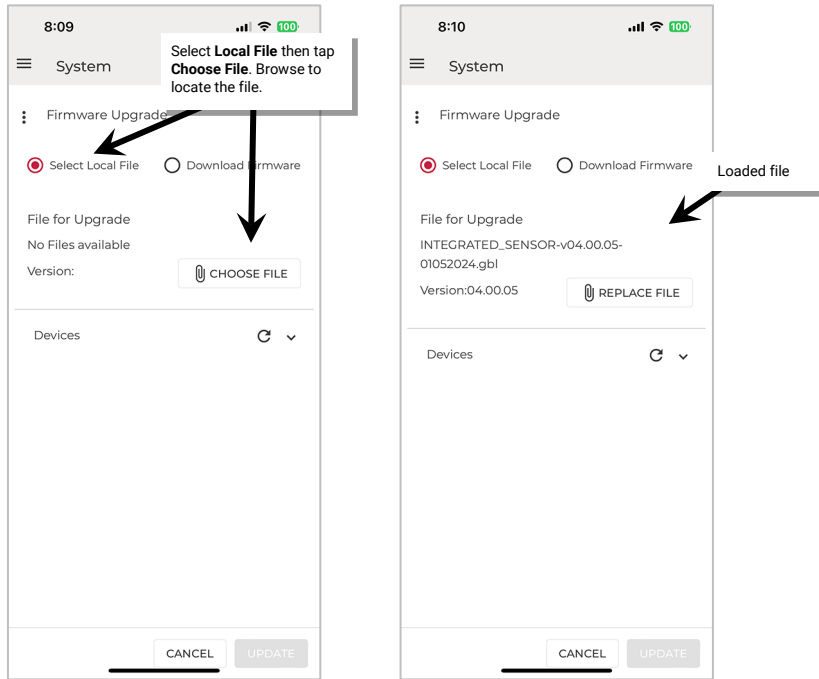 8:09
100
System
Select Local File then tap
Choose File. Browse to
locate the file.
Firmware Upgrade
Select Local File
Download Firmware
File for Upgrade
No Files available
Version:
CHOOSE FILE
Devices
CANCEL
UPDATE
8:10
100
System
Firmware Upgrade
Select Local File
Download Firmware
Loaded file
File for Upgrade
INTEGRATED_SENSOR-v04.00.05-
01052024.gbl
Version:04.00.05
REPLACE FILE
Devices
CANCEL
UPDATE